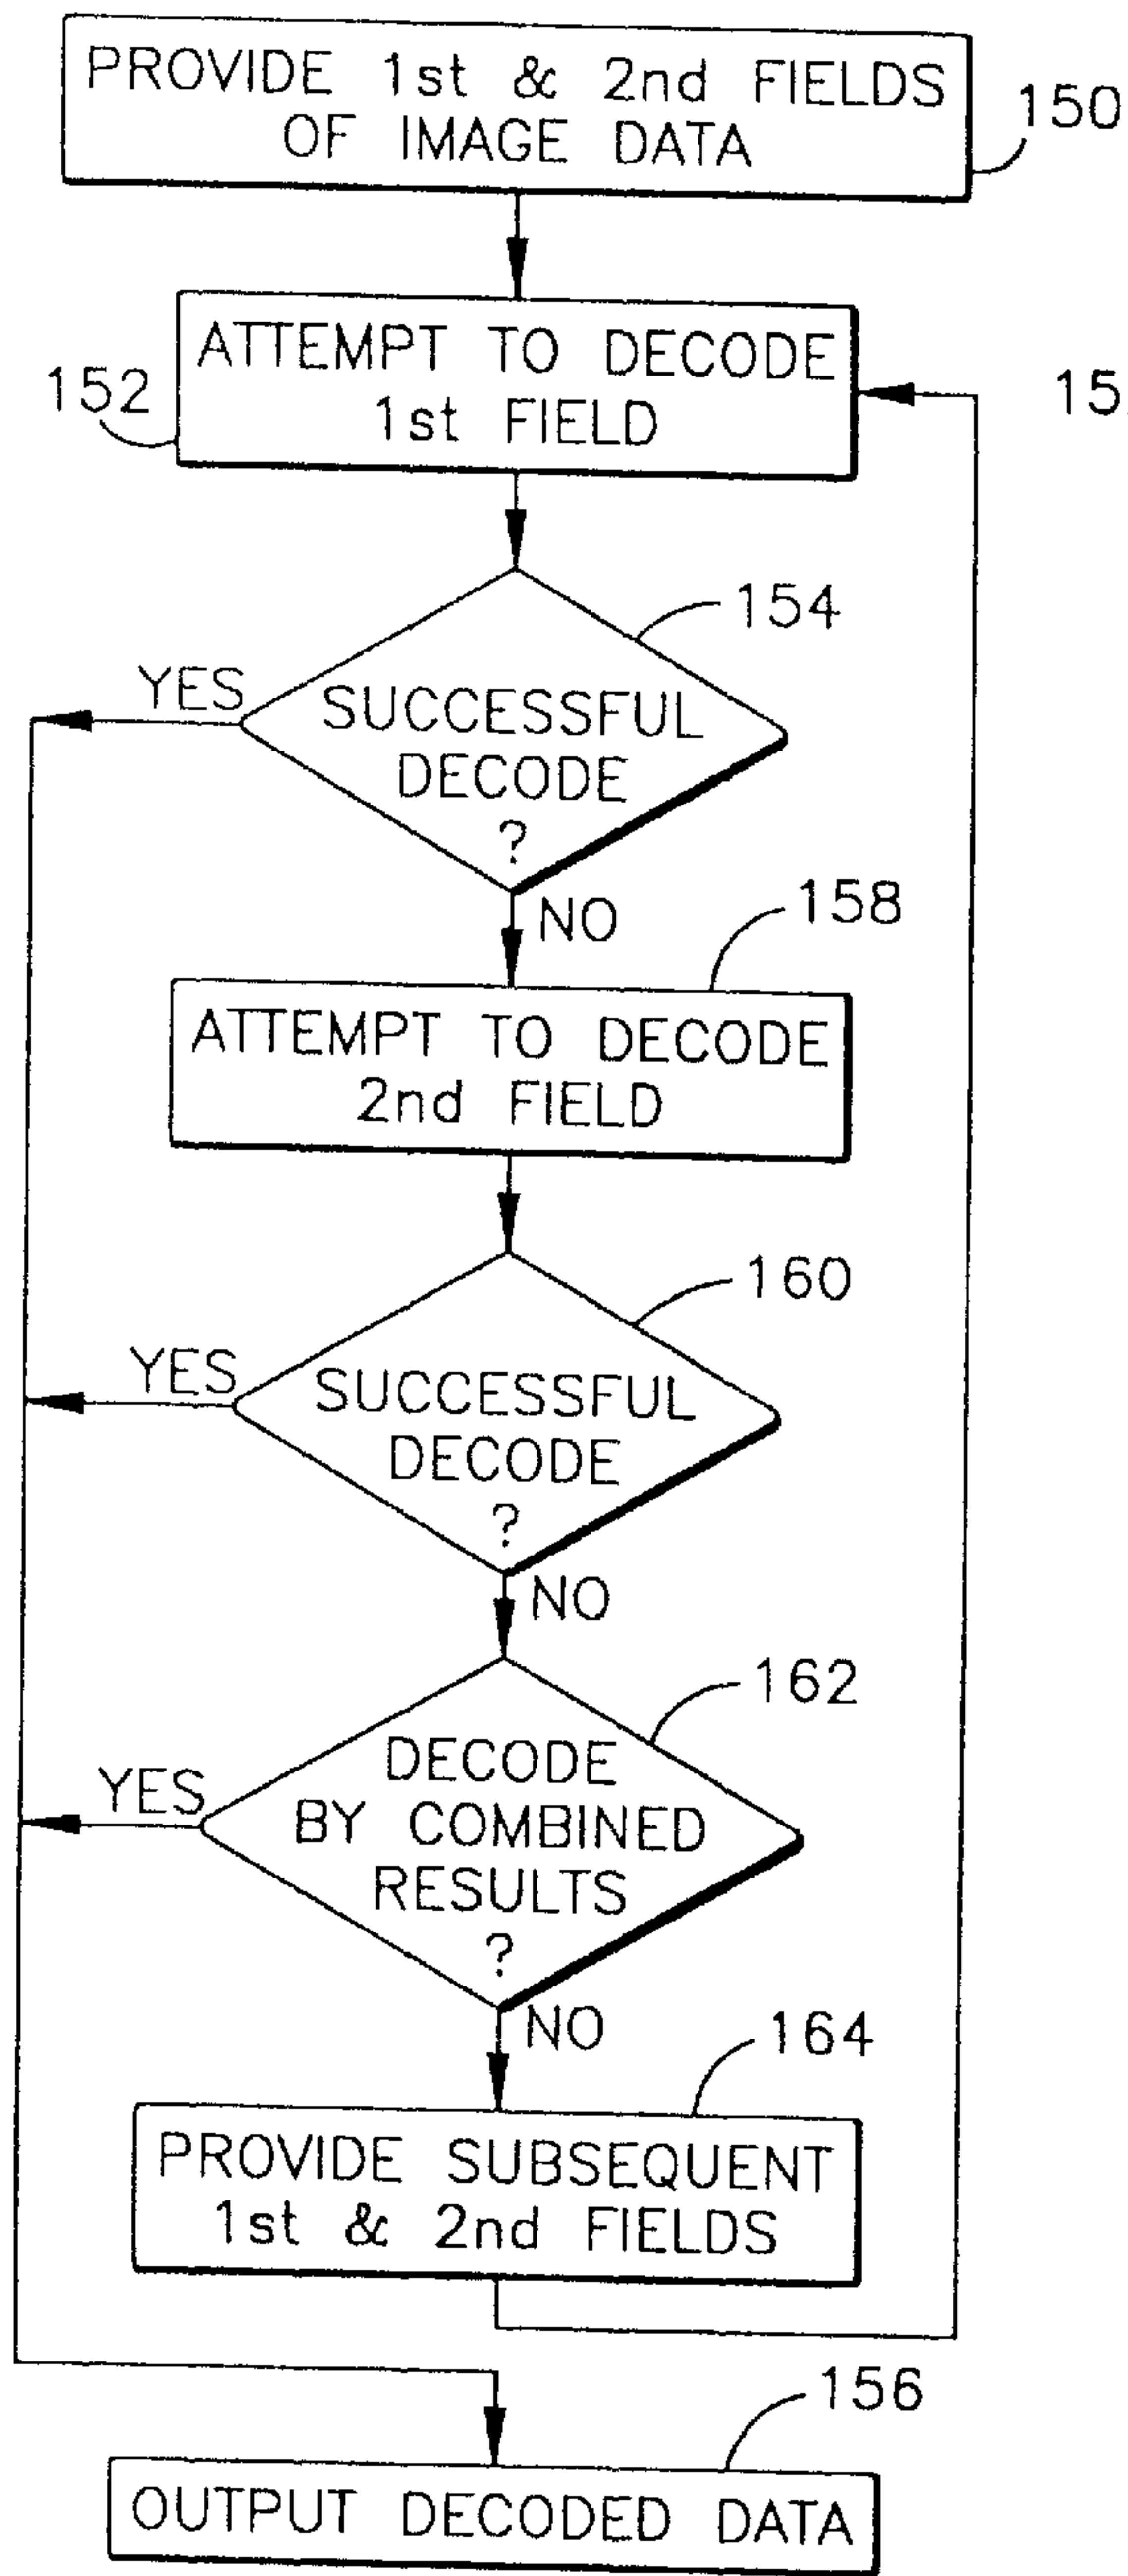 PROVIDE 1st & 2nd FIELDS
OF IMAGE DATA
150
ATTEMPT TO DECODE
1st FIELD
152
15
154
YES
SUCCESSFUL
DECODE
?
NO
158
ATTEMPT TO DECODE
2nd FIELD
160
YES
SUCCESSFUL
DECODE
?
NO
162
YES
DECODE
BY COMBINED
RESULTS
?
NO
164
PROVIDE SUBSEQUENT
1st & 2nd FIELDS
156
OUTPUT DECODED DATA